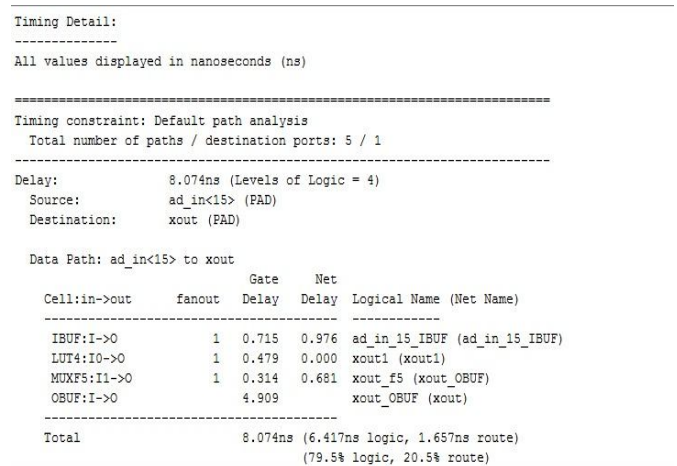 Timing Detail:
--------------
All values displayed in nanoseconds (ns)
=========================================================================
Timing constraint: Default path analysis
Total number of paths / destination ports: 5 / 1
-------------------------------------------------------------------------
Delay: 8.074ns (Levels of Logic = 4)
Source: ad_in<15> (PAD)
Destination: xout (PAD)
Data Path: ad_in<15> to xout
Gate Net
Cell:in->out fanout Delay Delay Logical Name (Net Name)
---------------------------------------- ------------
IBUF:I->O 1 0.715 0.976 ad_in_15_IBUF (ad_in_15_IBUF)
LUT4:I0->O 1 0.479 0.000 xout1 (xout1)
MUXF5:I1->O 1 0.314 0.681 xout_f5 (xout_OBUF)
OBUF:I->O 4.909 xout_OBUF (xout)
----------------------------------------
Total 8.074ns (6.417ns logic, 1.657ns route)
(79.5% logic, 20.5% route)